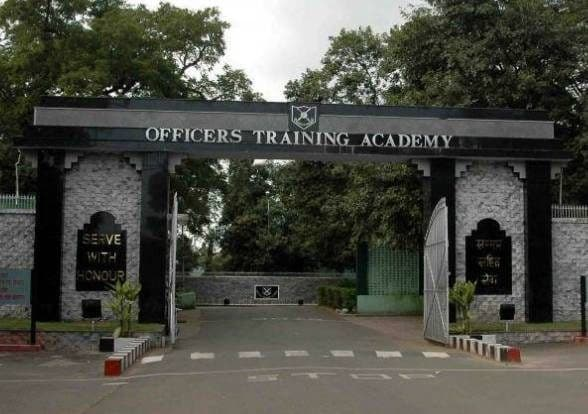 OFFICERS TRAINING ACADEMY
SERVE
WITH
HONOUR
सम्मान
सहित
सेवा